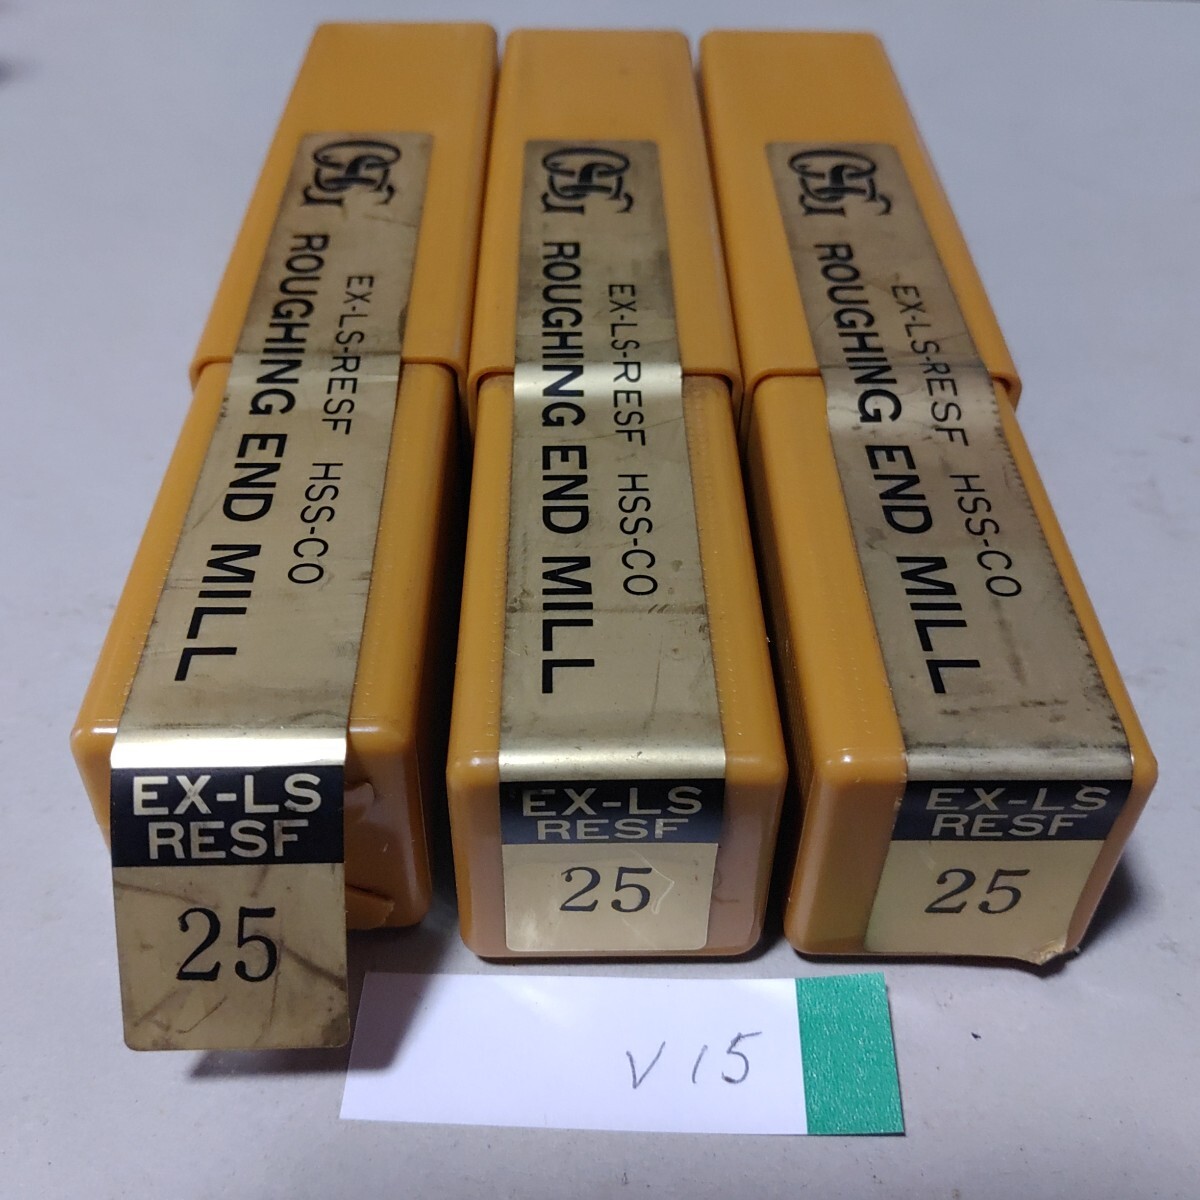 OSG
ROUGHING END MILL
EX-LS-RESF HSS-CO
EX-LS
RESF
25
OSG
ROUGHING END MILL
EX-LS-RESF HSS-CO
EX-LS
RESF
25
OSG
ROUGHING END MILL
EX-LS-RESF HSS-CO
EX-LS
RESF
25
V15